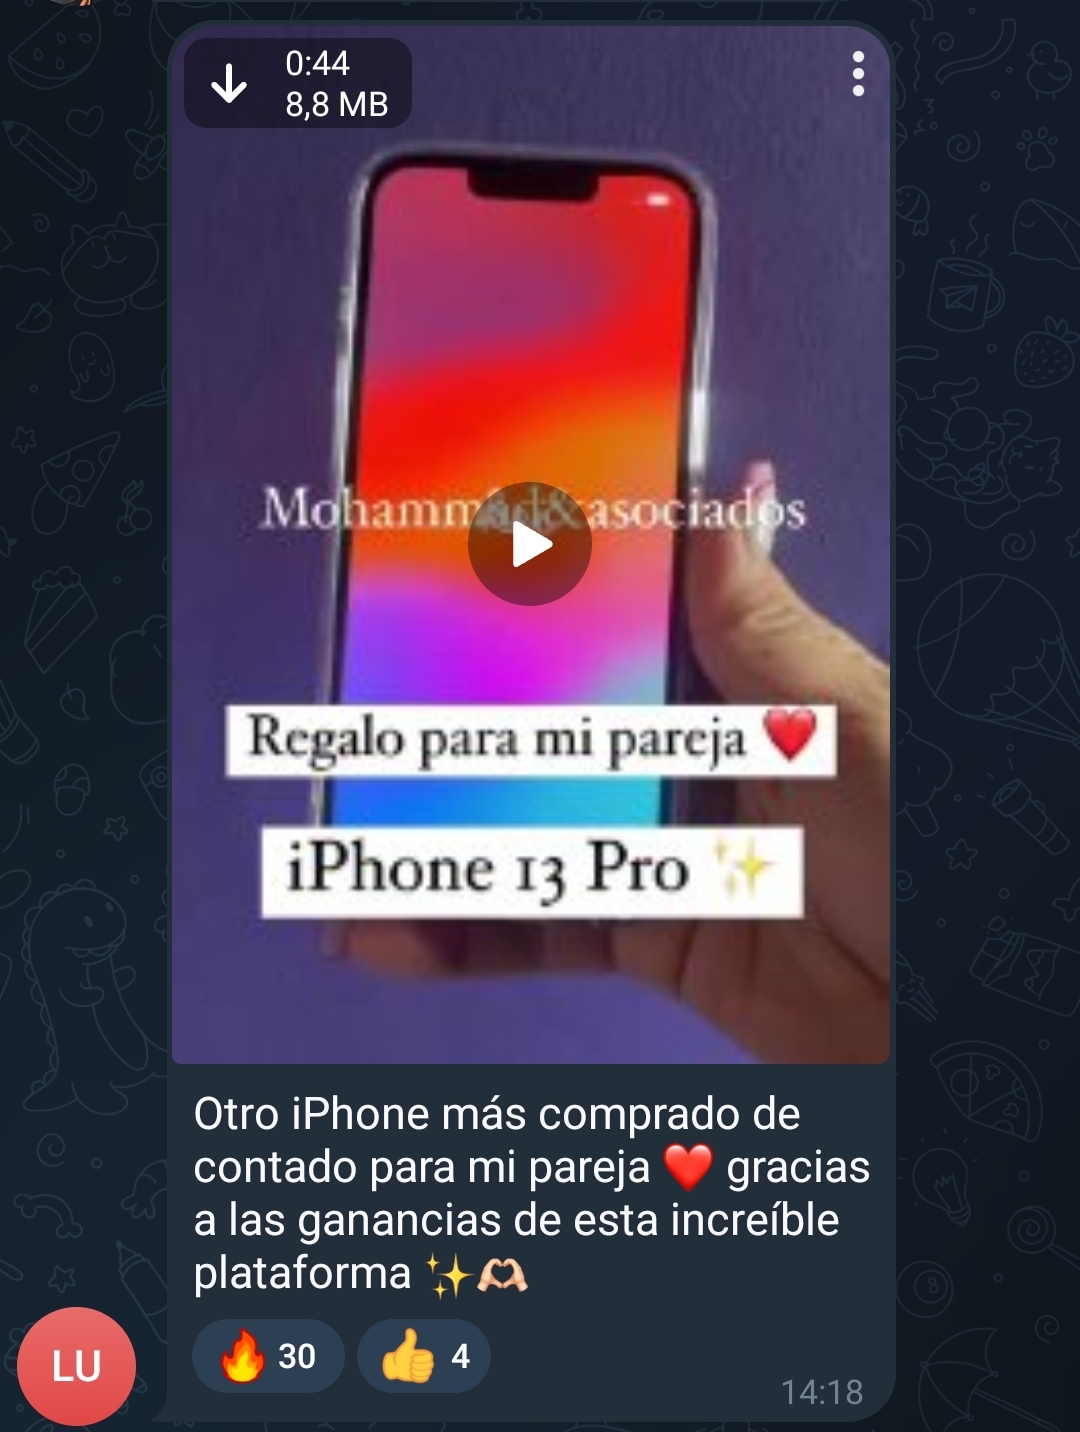 0:44
8,8 MB
Mohammad&asociados
Regalo para mi pareja ❤️
iPhone 13 Pro ✨
Otro iPhone más comprado de
contado para mi pareja ❤️ gracias
a las ganancias de esta increíble
plataforma ✨🫶🏻
🔥 30 👍 4
LU
14:18